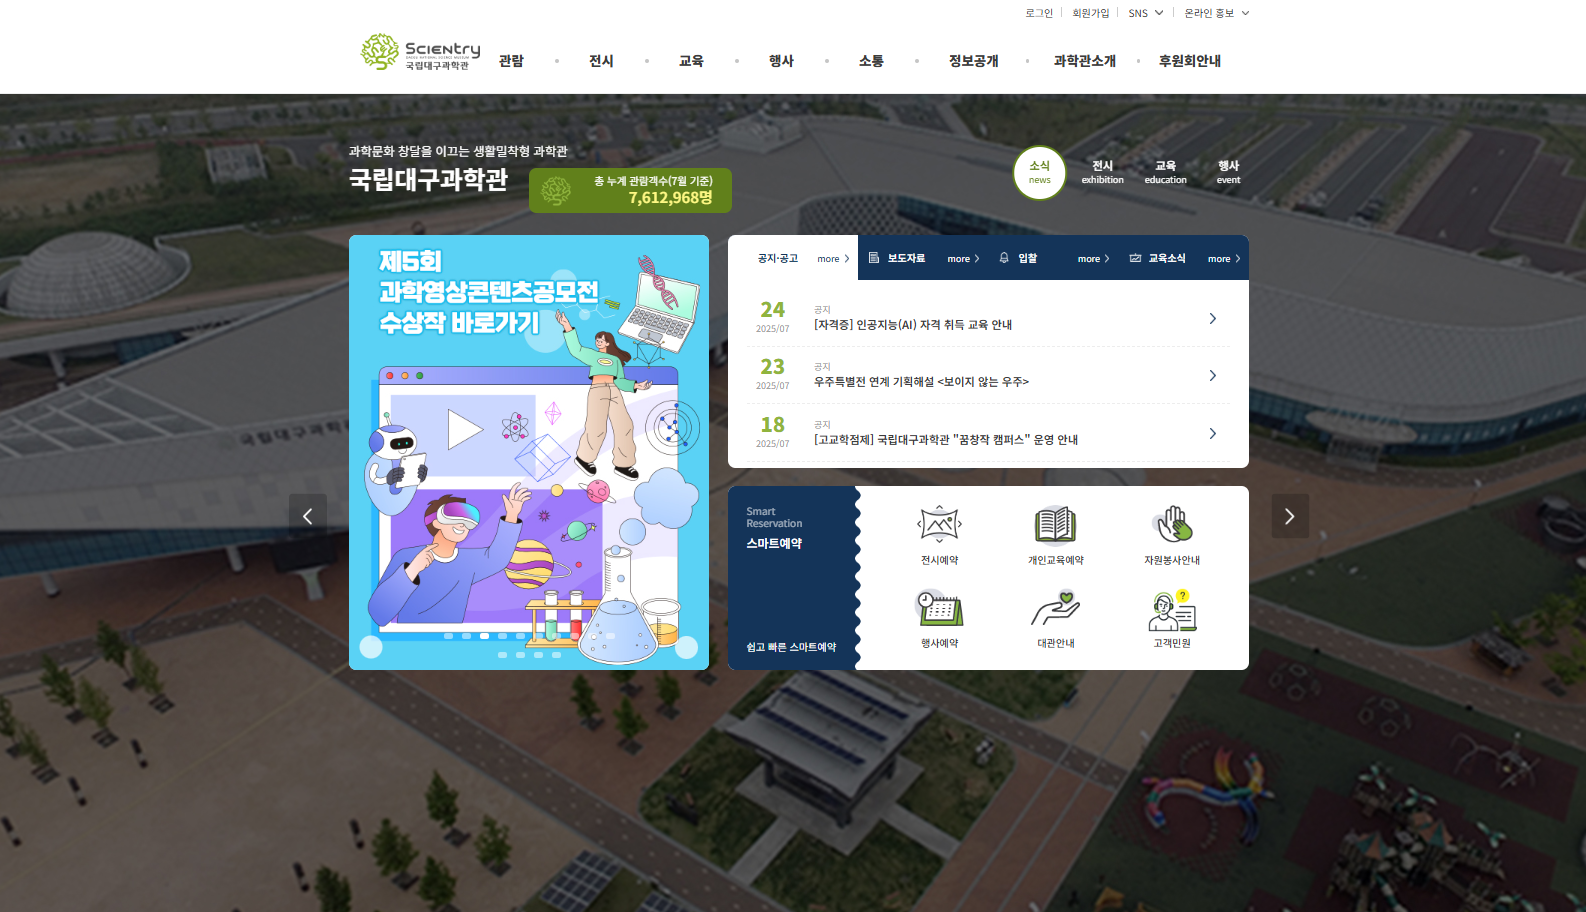 로그인
회원가입
SNS
온라인 홍보
Scientry
국립대구과학관
관람
전시
교육
행사
소통
정보공개
과학관소개
후원회안내
과학문화 창달을 이끄는 생활밀착형 과학관
국립대구과학관
총 누계 관람객수(7월 기준)
7,612,968명
소식
news
전시
exhibition
교육
education
행사
event
제5회
과학영상콘텐츠공모전
수상작 바로가기
공지·공고
more
보도자료
more
입찰
more
교육소식
more
24
2025/07
공지
[자격증] 인공지능(AI) 자격 취득 교육 안내
23
2025/07
공지
우주특별전 연계 기획해설 <보이지 않는 우주>
18
2025/07
공지
[고교학점제] 국립대구과학관 "꿈창작 캠퍼스" 운영 안내
Smart
Reservation
스마트예약
쉽고 빠른 스마트예약
전시예약
개인교육예약
자원봉사안내
행사예약
대관안내
?
고객민원
국립대구과학관